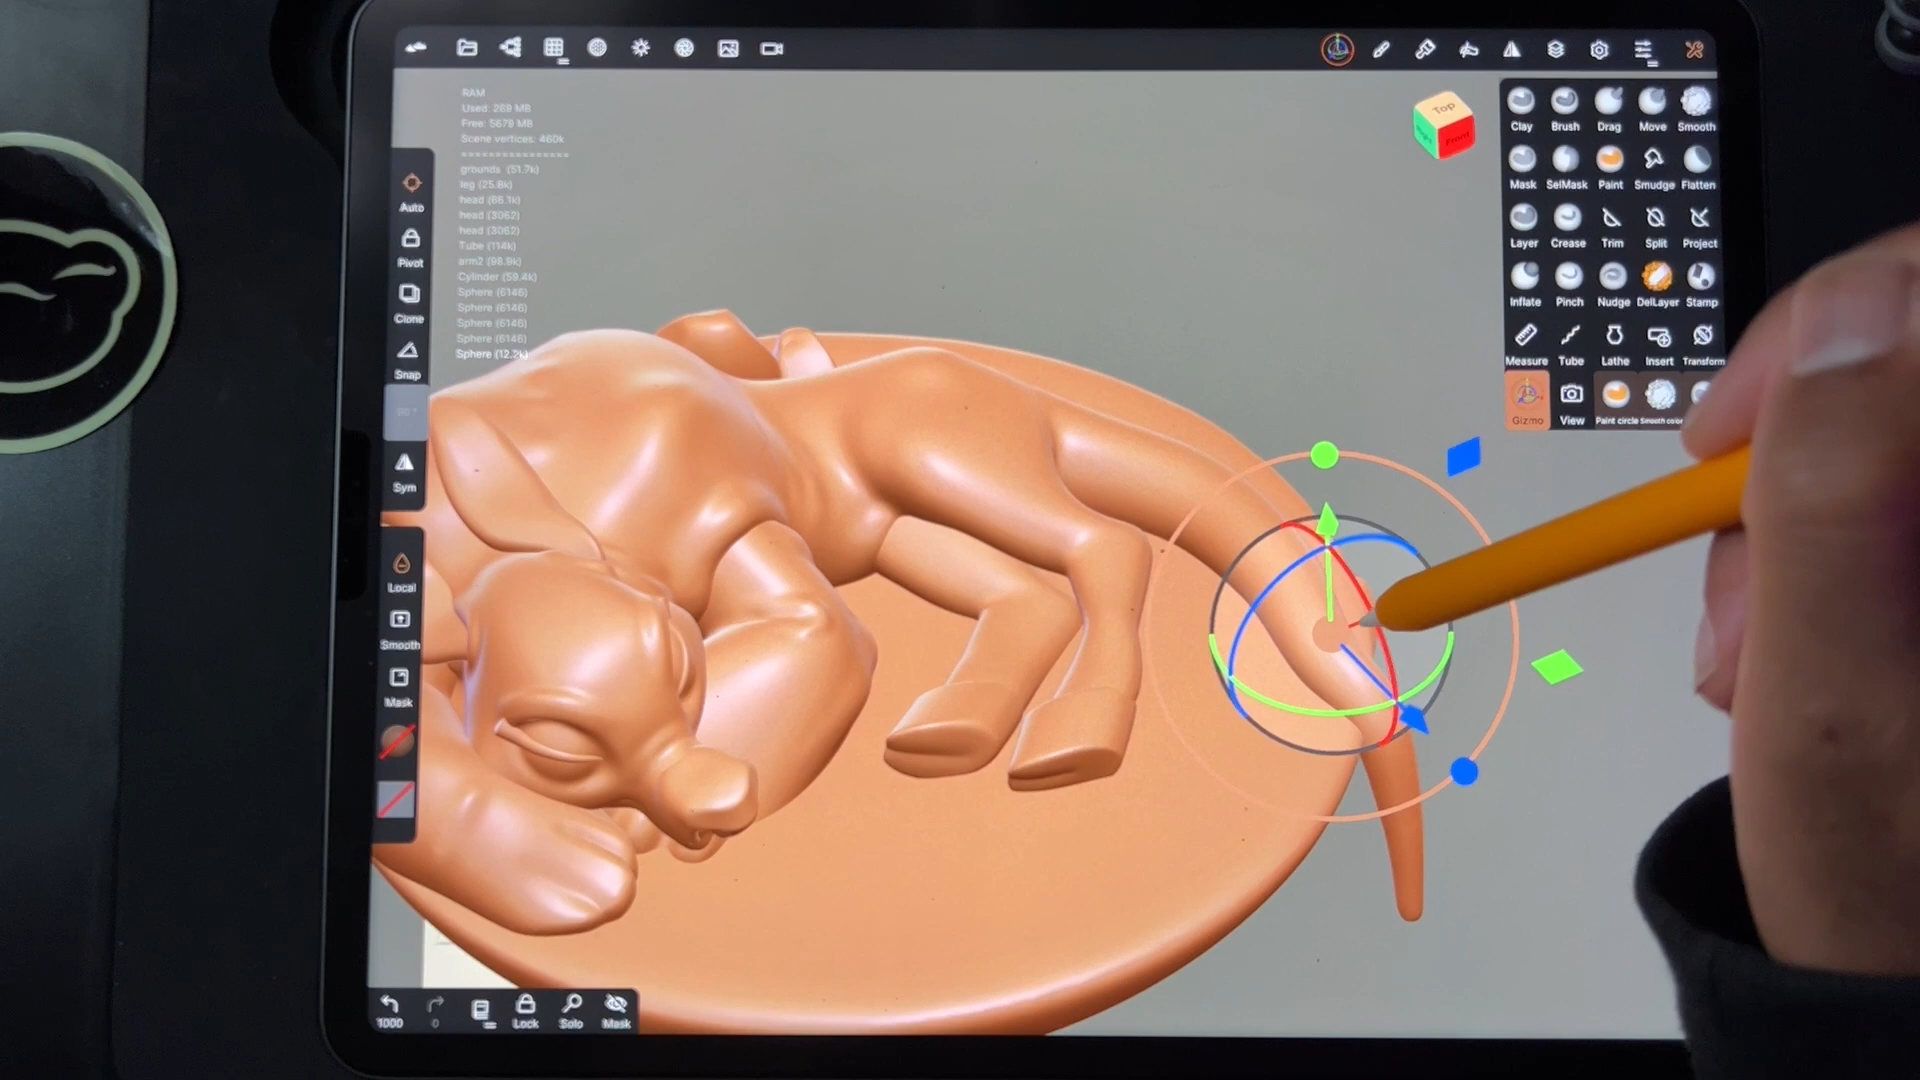 RAM
Used: 269 MB
Free: 5679 MB
Scene vertices: 460k
================
grounds (51.7k)
leg (25.8k)
head (66.1k)
head (3062)
head (3062)
Tube (114k)
arm2 (98.9k)
Cylinder (59.4k)
Sphere (6146)
Sphere (6146)
Sphere (6146)
Sphere (6146)
Sphere (12.2k)
Auto
Pivot
Clone
Snap
Sym
Local
Smooth
Mask
1000
0
Lock
Solo
Mask
Top
Right
Front
Clay Brush Drag Move Smooth
Mask SelMask Paint Smudge Flatten
Layer Crease Trim Split Project
Inflate Pinch Nudge DelLayer Stamp
Measure Tube Lathe Insert Transform
Gizmo View Paint circle Smooth color